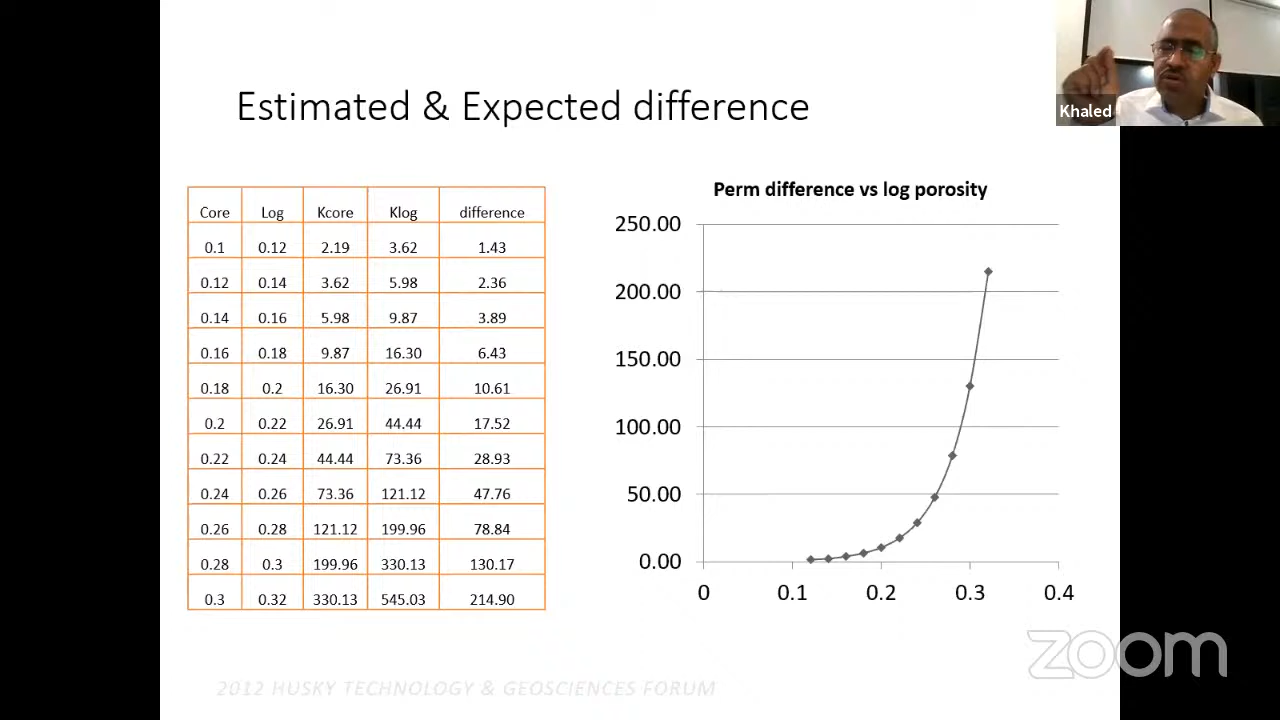 Estimated & Expected difference
Khaled
Core Log Kcore Klog difference
0.1 0.12 2.19 3.62 1.43
0.12 0.14 3.62 5.98 2.36
0.14 0.16 5.98 9.87 3.89
0.16 0.18 9.87 16.30 6.43
0.18 0.2 16.30 26.91 10.61
0.2 0.22 26.91 44.44 17.52
0.22 0.24 44.44 73.36 28.93
0.24 0.26 73.36 121.12 47.76
0.26 0.28 121.12 199.96 78.84
0.28 0.3 199.96 330.13 130.17
0.3 0.32 330.13 545.03 214.90
Perm difference vs log porosity
250.00
200.00
150.00
100.00
50.00
0.00
0 0.1 0.2 0.3 0.4
zoom
2012 HUSKY TECHNOLOGY & GEOSCIENCES FORUM